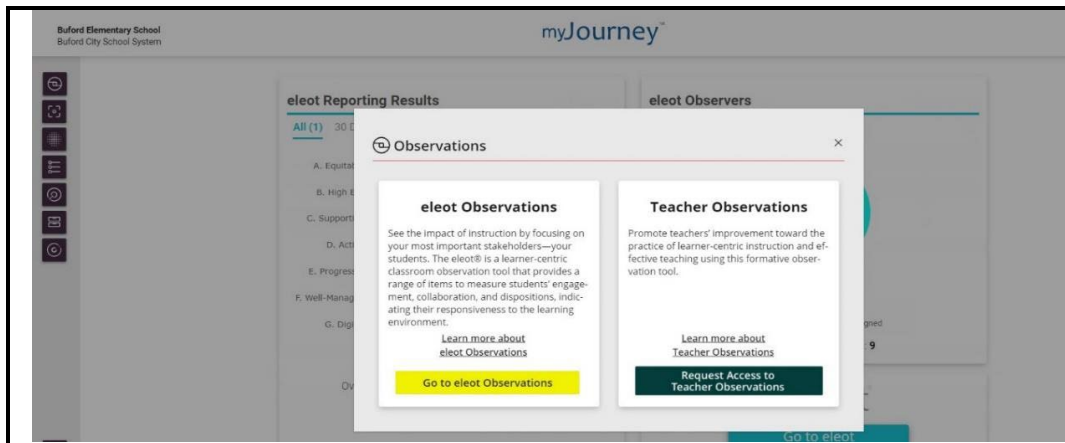 Buford Elementary School
Buford City School System
myJourney™
eleot Reporting Results
eleot Observers
All (1) 30 D
A. Equitab
B. High E
C. Supporti
D. Acti
E. Progress
F. Well-Manag
G. Digi
Ov
Observations
×
eleot Observations
See the impact of instruction by focusing on
your most important stakeholders—your
students. The eleot® is a learner-centric
classroom observation tool that provides a
range of items to measure students' engage-
ment, collaboration, and dispositions, indic-
ating their responsiveness to the learning
environment.
Learn more about
eleot Observations
Go to eleot Observations
Teacher Observations
Promote teachers' improvement toward the
practice of learner-centric instruction and ef-
fective teaching using this formative obser-
vation tool.
Learn more about
Teacher Observations
Request Access to
Teacher Observations
gned
: 9
Go to eleot